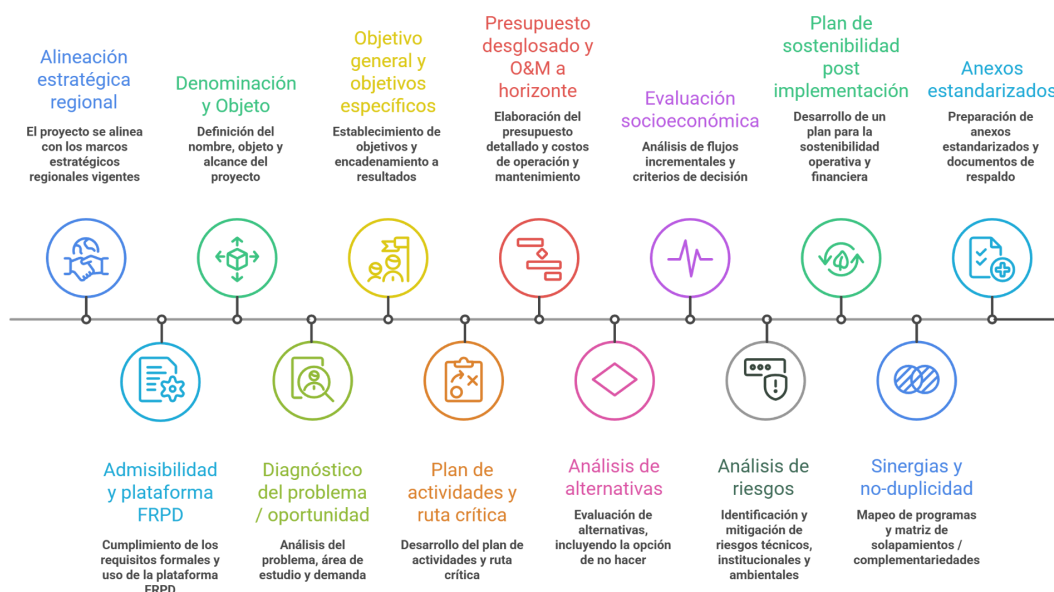 Alineación
estratégica
regional
El proyecto se alinea
con los marcos
estratégicos
regionales vigentes
Admisibilidad
y plataforma
FRPD
Cumplimiento de los
requisitos formales y
uso de la plataforma
FRPD
Denominación
y Objeto
Definición del
nombre, objeto y
alcance del
proyecto
Diagnóstico
del problema
/ oportunidad
Análisis del
problema, área de
estudio y demanda
Objetivo
general y
objetivos
específicos
Establecimiento de
objetivos y
encadenamiento a
resultados
Plan de
actividades y
ruta crítica
Desarrollo del plan de
actividades y ruta
crítica
Presupuesto
desglosado y
O&M a
horizonte
Elaboración del
presupuesto
detallado y costos
de operación y
mantenimiento
Análisis de
alternativas
Evaluación de
alternativas,
incluyendo la opción
de no hacer
Evaluación
socioeconómica
Análisis de flujos
incrementales y
criterios de decisión
Análisis de
riesgos
Identificación y
mitigación de
riesgos técnicos,
institucionales y
ambientales
Plan de
sostenibilidad
post
implementación
Desarrollo de un
plan para la
sostenibilidad
operativa y
financiera
Sinergias y
no-duplicidad
Mapeo de programas
y matriz de
solapamientos /
complementariedades
Anexos
estandarizados
Preparación de
anexos
estandarizados y
documentos de
respaldo